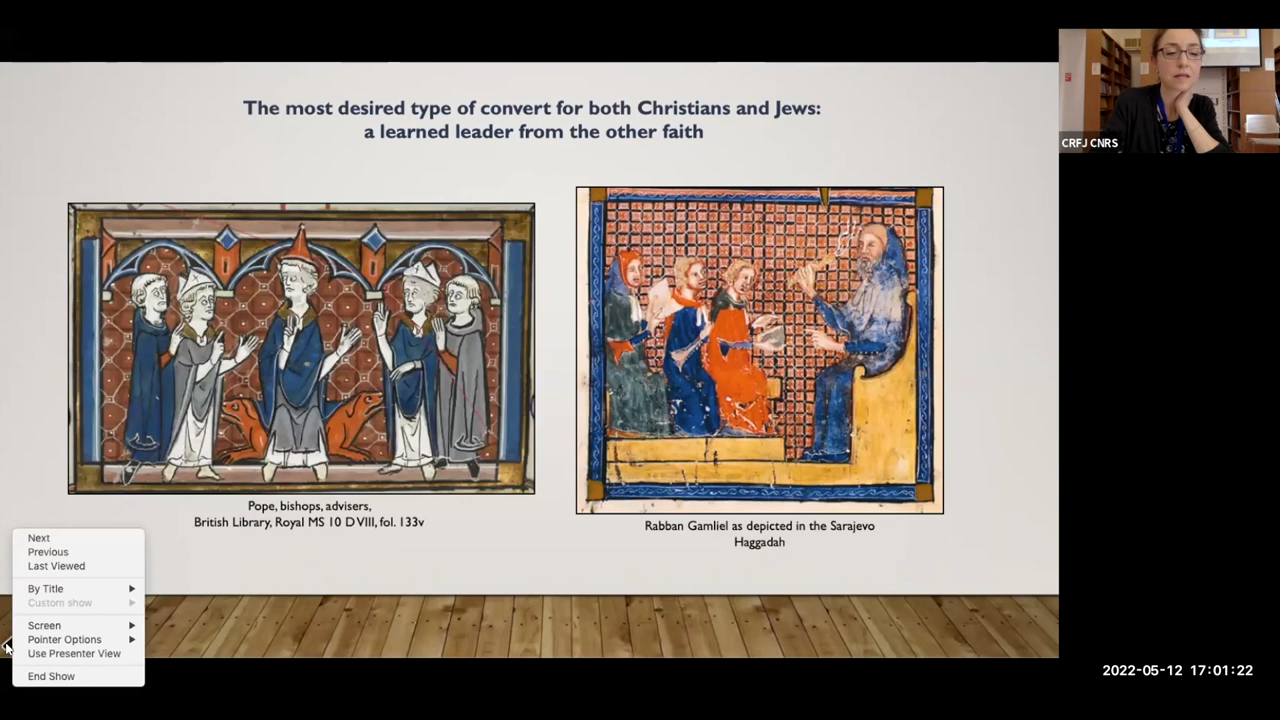 The most desired type of convert for both Christians and Jews:
a learned leader from the other faith
CRFJ CNRS
Pope, bishops, advisers,
British Library, Royal MS 10 D VIII, fol. 133v
Rabban Gamliel as depicted in the Sarajevo
Haggadah
Next
Previous
Last Viewed
By Title
Custom show
Screen
Pointer Options
Use Presenter View
End Show
2022-05-12 17:01:22